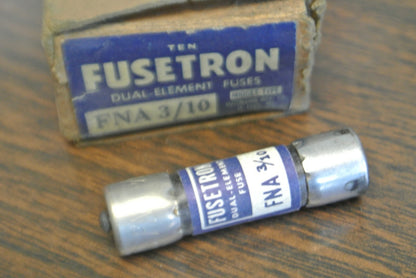 TEN
FUSETRON
DUAL-ELEMENT FUSES
FNA 3/10
FUSETRON
DUAL-ELEMENT
FUSE
FNA 3/10